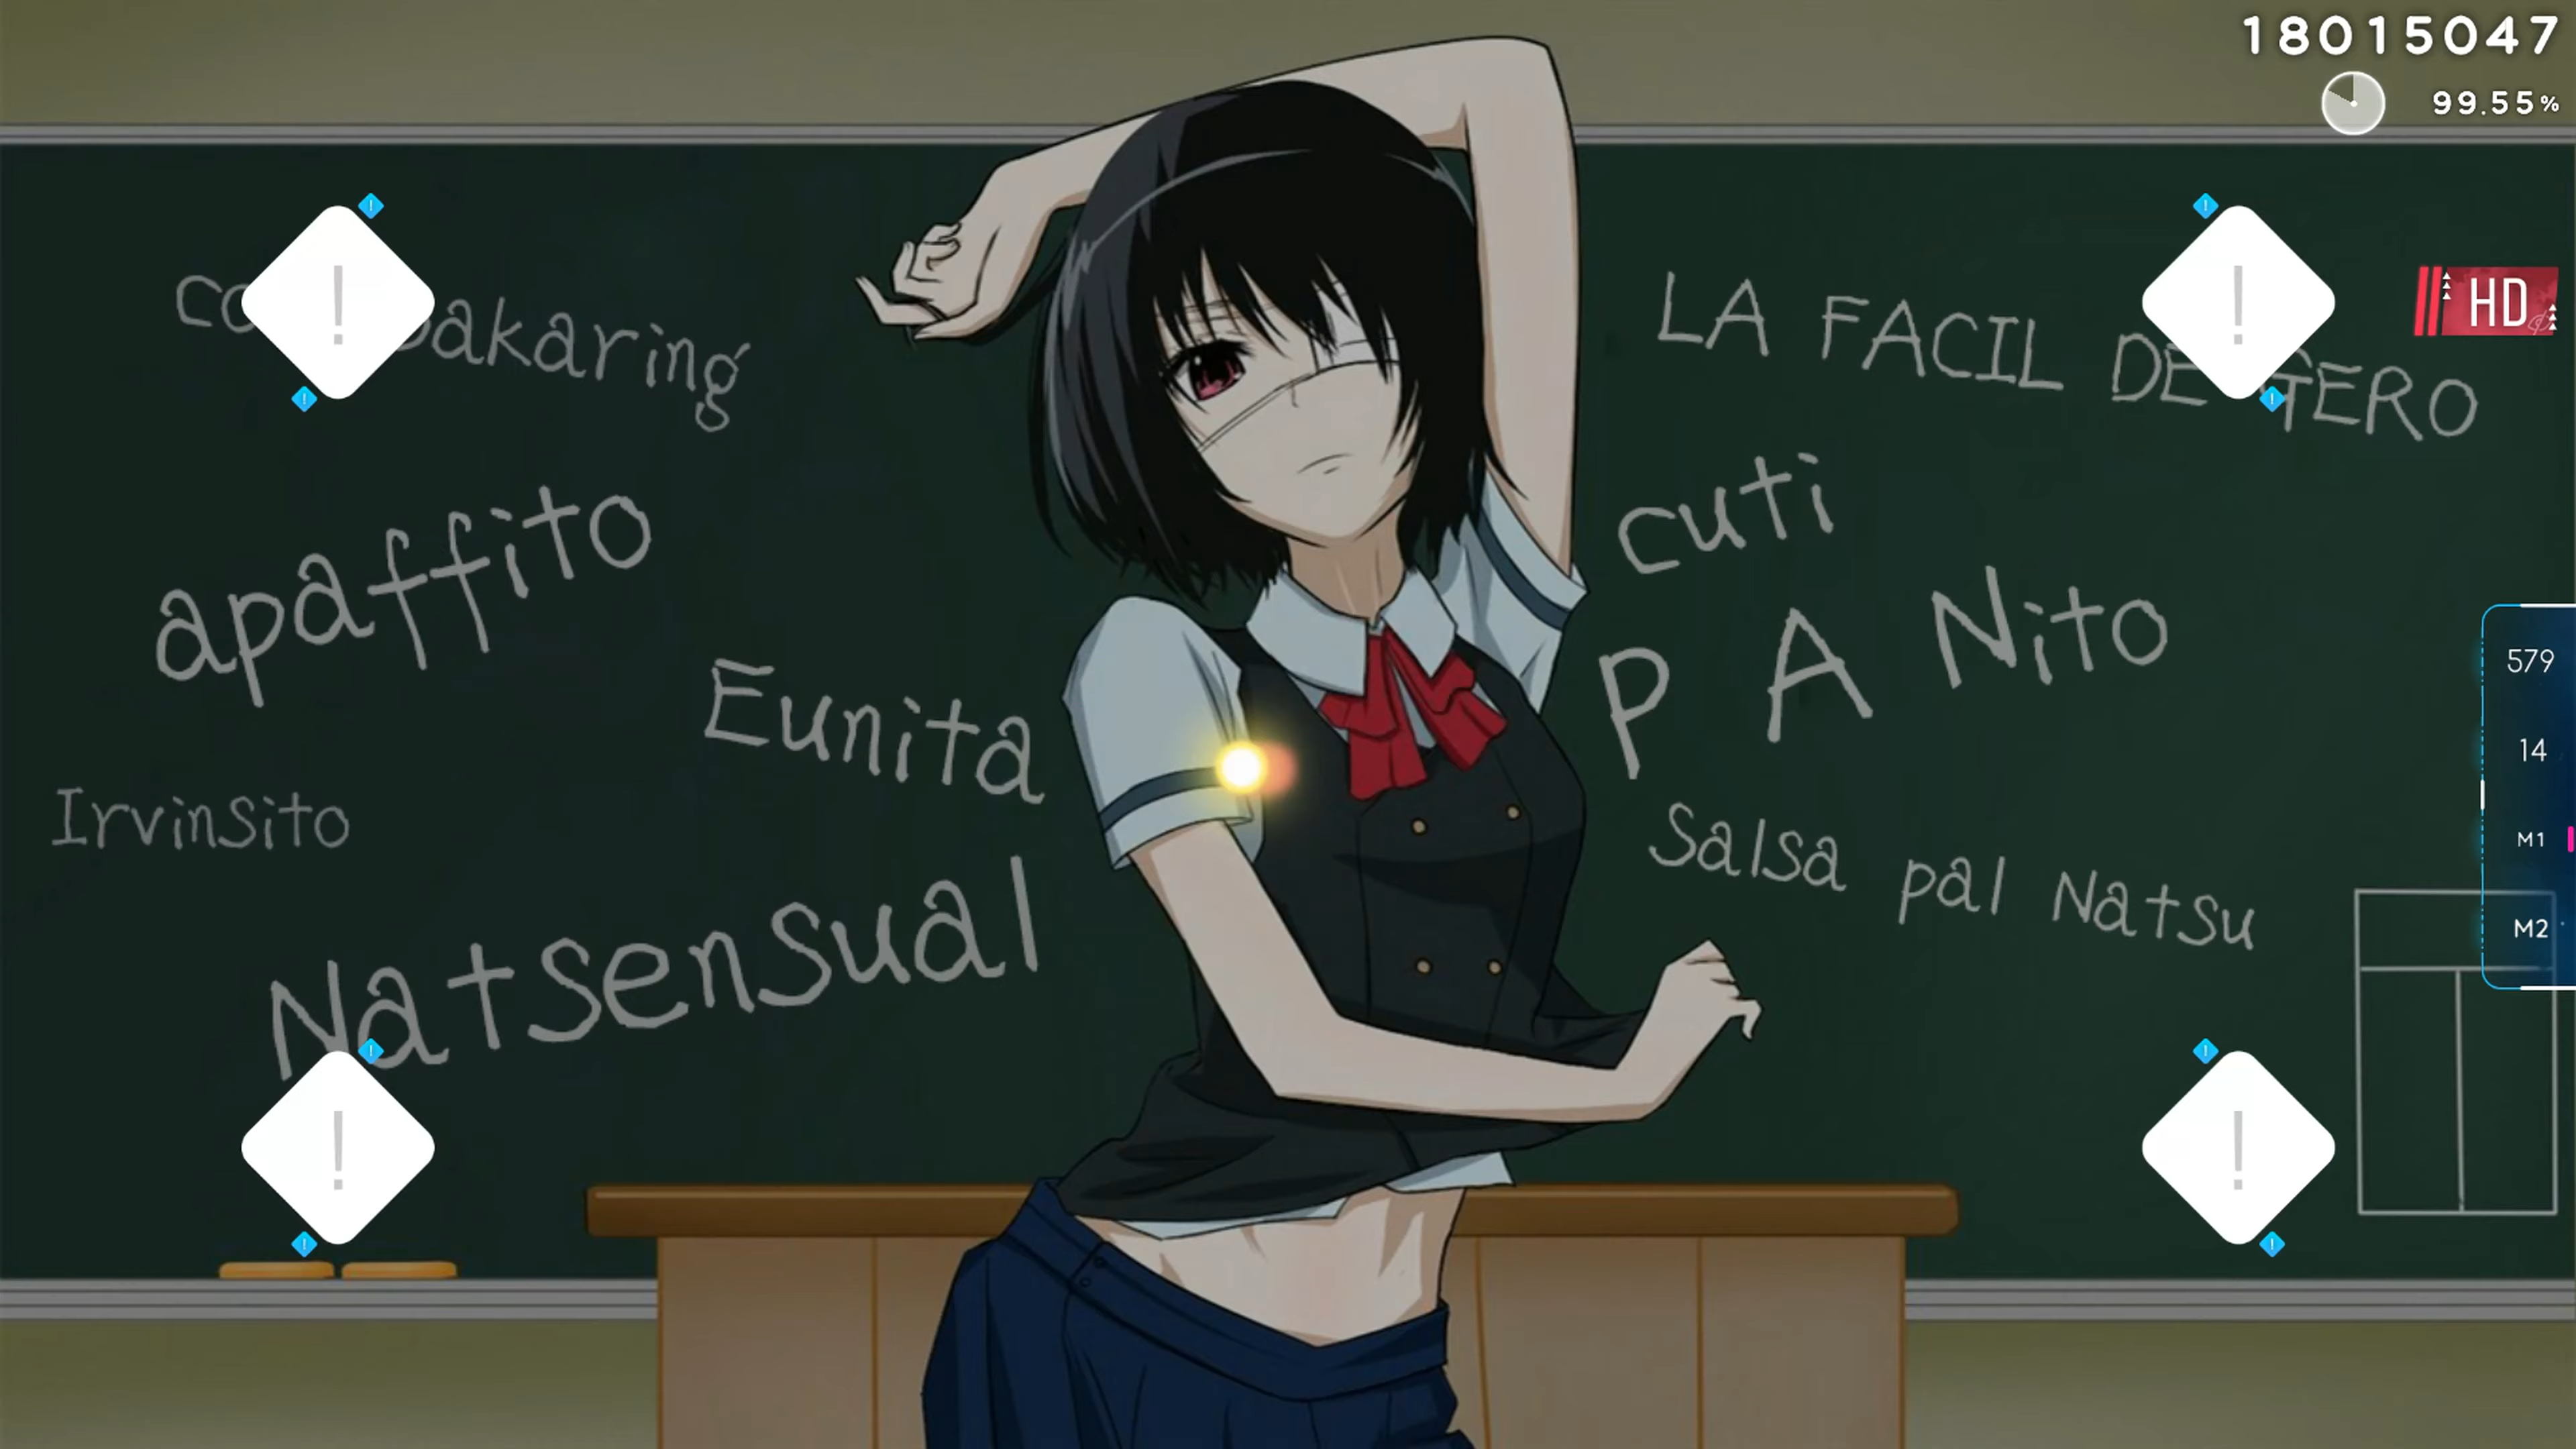 18015047
99.55%
HD
akaring
LA FACIL DE GERO
cuti
apaffito
P A Nito
Eunita
Irvinsito
Salsa pal Natsu
Natsensual
579
14
M1
M2
!
!
!
!
!
!
!
!
!
!
!
!